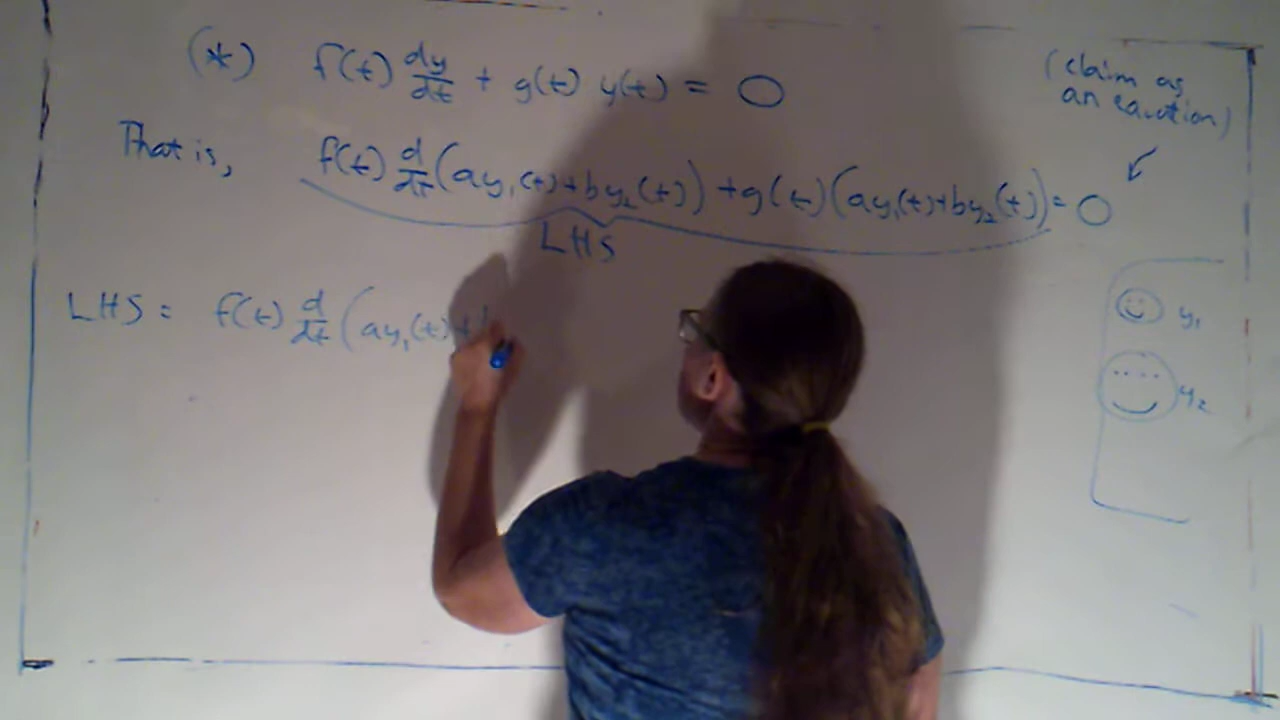 (*) f(t) dy/dt + g(t) y(t) = 0
(claim as
an equation)
That is, f(t) d/dt (ay₁(t)+by₂(t)) + g(t)(ay₁(t)+by₂(t)) = 0
LHS
LHS = f(t) d/dt (ay₁(t)+
y₁
y₂